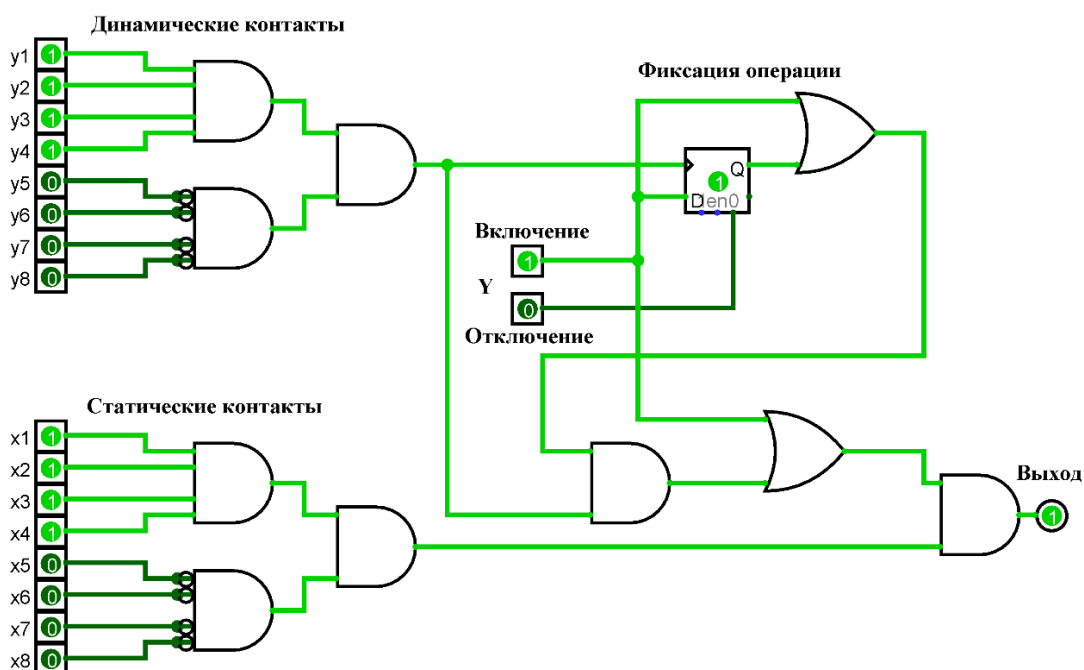 Динамические контакты
y1 1
y2 1
y3 1
y4 1
y5 0
y6 0
y7 0
y8 0
Фиксация операции
Q
1
D en 0
Включение
1
Y
0
Отключение
Статические контакты
x1 1
x2 1
x3 1
x4 1
x5 0
x6 0
x7 0
x8 0
Выход
1